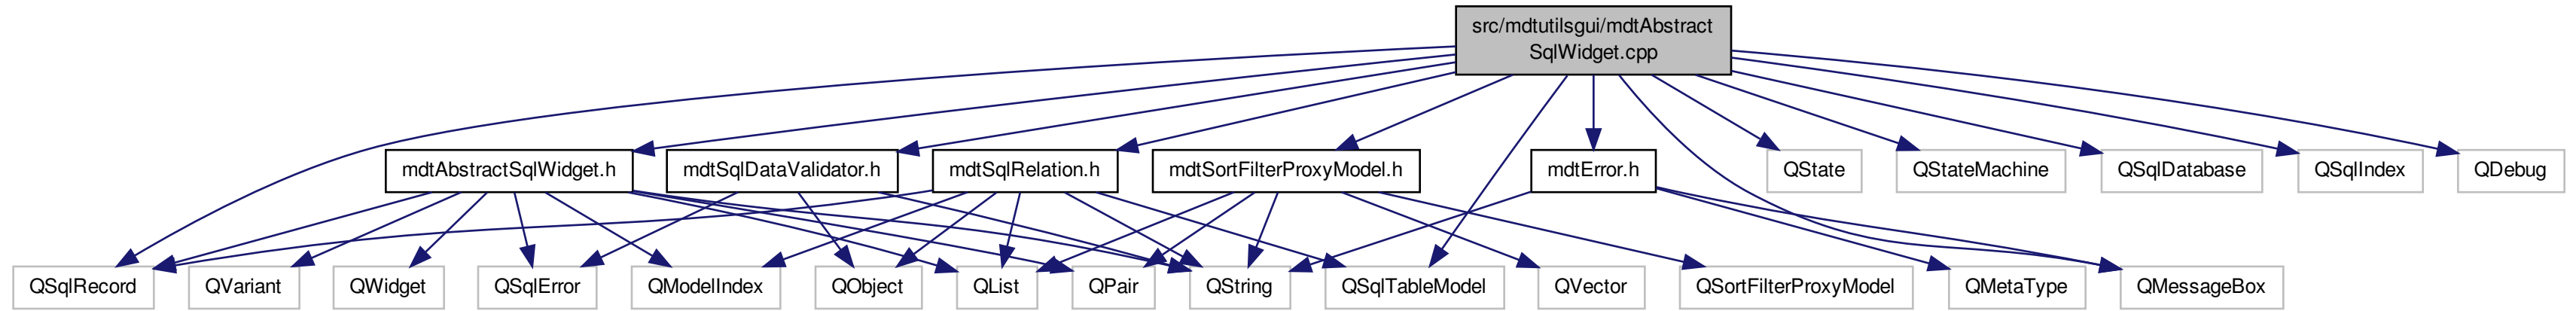 src/mdtutilsgui/mdtAbstract
SqlWidget.cpp
mdtAbstractSqlWidget.h
mdtSqlDataValidator.h
mdtSqlRelation.h
mdtSortFilterProxyModel.h
mdtError.h
QState
QStateMachine
QSqlDatabase
QSqlIndex
QDebug
QSqlRecord
QVariant
QWidget
QSqlError
QModelIndex
QObject
QList
QPair
QString
QSqlTableModel
QVector
QSortFilterProxyModel
QMetaType
QMessageBox